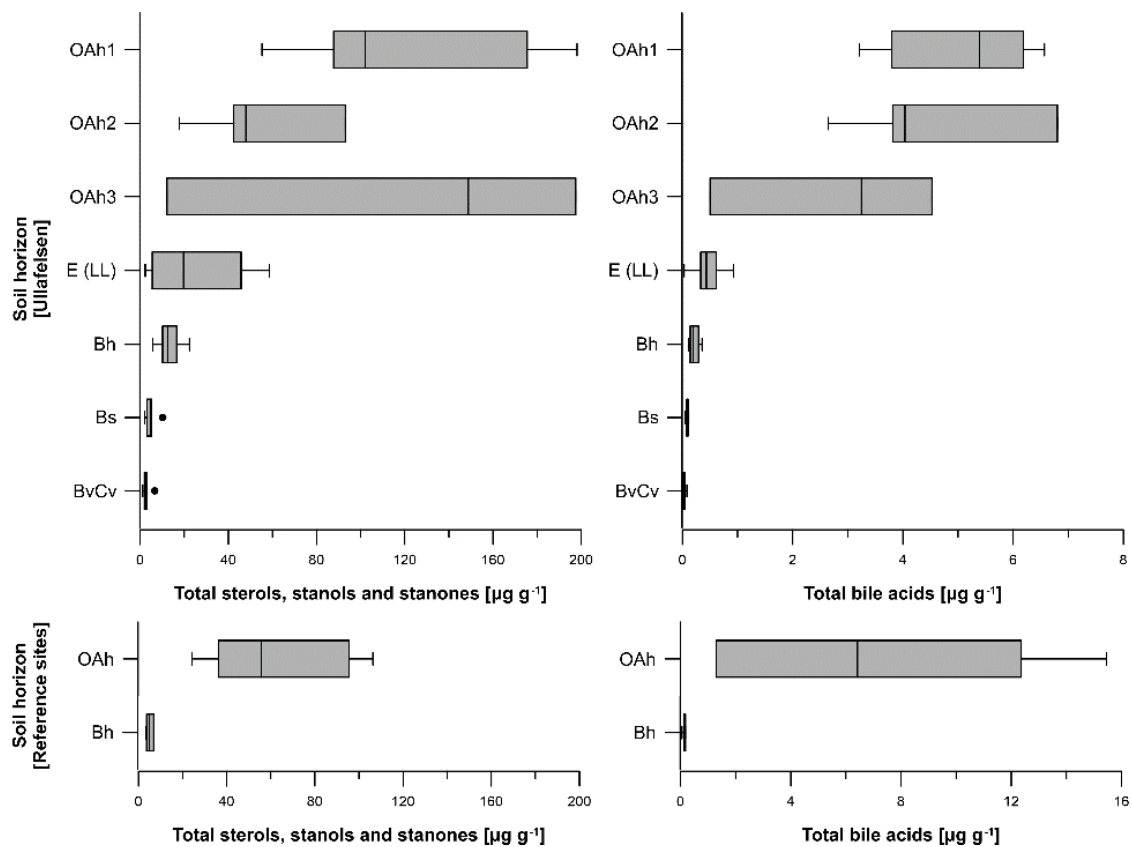 OAh1
OAh2
OAh3
E (LL)
Bh
Bs
BvCv
Soil horizon
[Ullafelsen]
0 40 80 120 160 200
Total sterols, stanols and stanones [µg g⁻¹]
OAh1
OAh2
OAh3
E (LL)
Bh
Bs
BvCv
0 2 4 6 8
Total bile acids [µg g⁻¹]
OAh
Bh
Soil horizon
[Reference sites]
0 40 80 120 160 200
Total sterols, stanols and stanones [µg g⁻¹]
OAh
Bh
0 4 8 12 16
Total bile acids [µg g⁻¹]